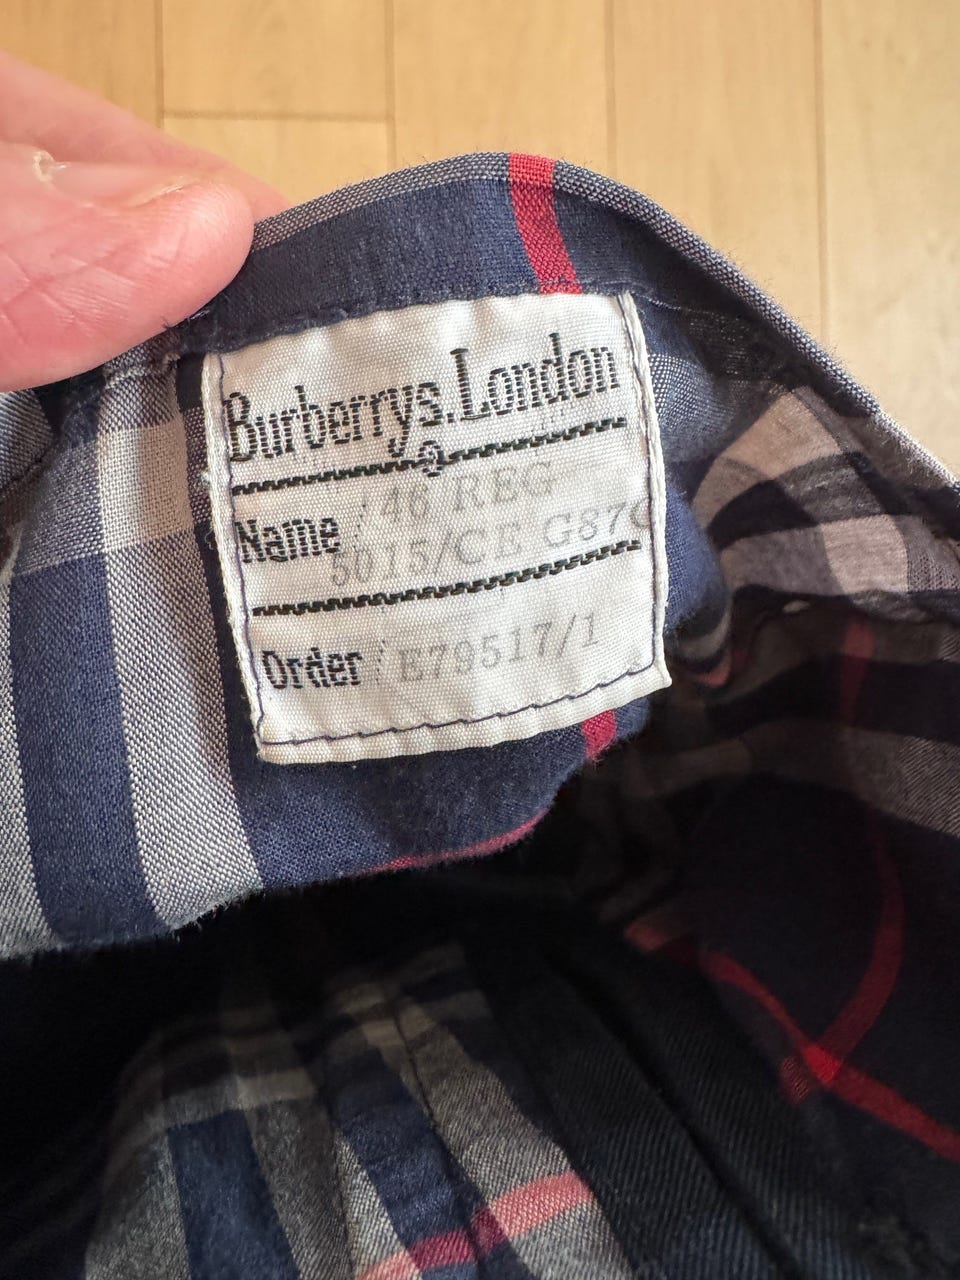 Burberrys.London
46 REG
Name
5015/CE G87
Order E79517/1